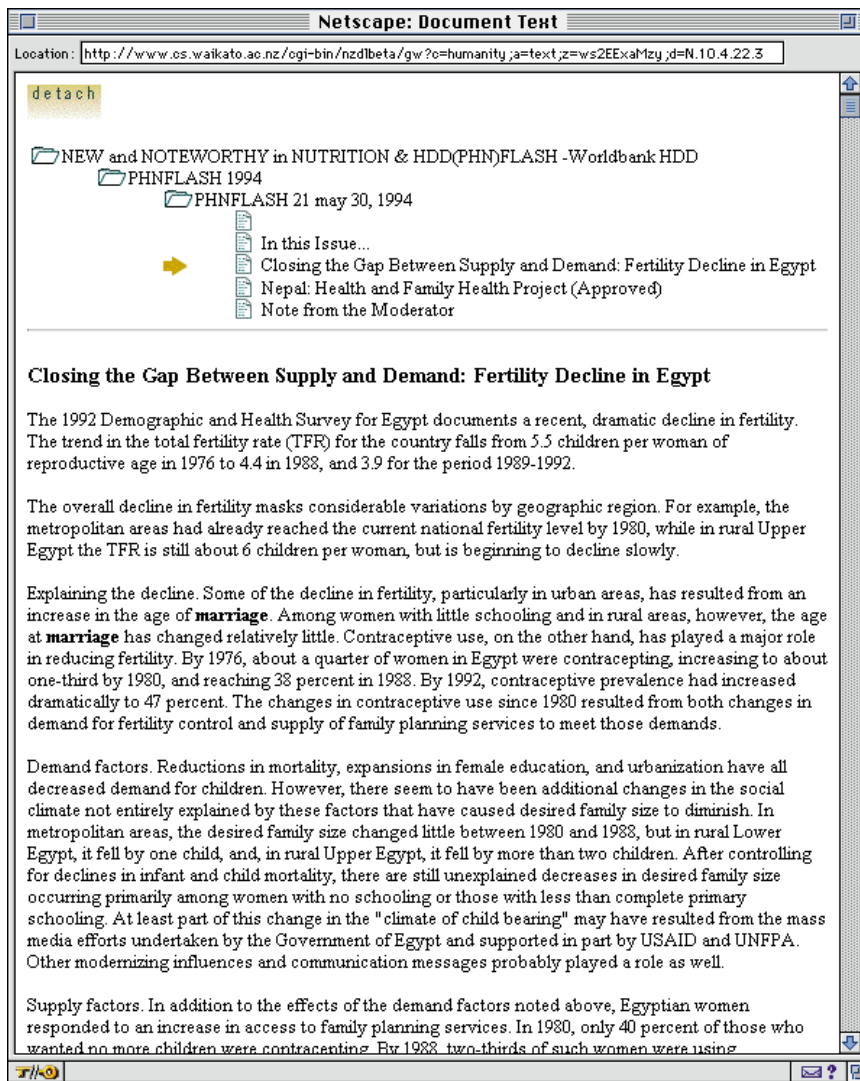 Netscape: Document Text
Location: http://www.cs.waikato.ac.nz/cgi-bin/nzdlbeta/gw?c=humanity;a=text;z=ws2EExaMzy;d=N.10.4.22.3
detach
NEW and NOTEWORTHY in NUTRITION & HDD(PHN)FLASH -Worldbank HDD
PHNFLASH 1994
PHNFLASH 21 may 30, 1994
In this Issue...
Closing the Gap Between Supply and Demand: Fertility Decline in Egypt
Nepal: Health and Family Health Project (Approved)
Note from the Moderator
Closing the Gap Between Supply and Demand: Fertility Decline in Egypt
The 1992 Demographic and Health Survey for Egypt documents a recent, dramatic decline in fertility.
The trend in the total fertility rate (TFR) for the country falls from 5.5 children per woman of
reproductive age in 1976 to 4.4 in 1988, and 3.9 for the period 1989-1992.
The overall decline in fertility masks considerable variations by geographic region. For example, the
metropolitan areas had already reached the current national fertility level by 1980, while in rural Upper
Egypt the TFR is still about 6 children per woman, but is beginning to decline slowly.
Explaining the decline. Some of the decline in fertility, particularly in urban areas, has resulted from an
increase in the age of marriage. Among women with little schooling and in rural areas, however, the age
at marriage has changed relatively little. Contraceptive use, on the other hand, has played a major role
in reducing fertility. By 1976, about a quarter of women in Egypt were contracepting, increasing to about
one-third by 1980, and reaching 38 percent in 1988. By 1992, contraceptive prevalence had increased
dramatically to 47 percent. The changes in contraceptive use since 1980 resulted from both changes in
demand for fertility control and supply of family planning services to meet those demands.
Demand factors. Reductions in mortality, expansions in female education, and urbanization have all
decreased demand for children. However, there seem to have been additional changes in the social
climate not entirely explained by these factors that have caused desired family size to diminish. In
metropolitan areas, the desired family size changed little between 1980 and 1988, but in rural Lower
Egypt, it fell by one child, and, in rural Upper Egypt, it fell by more than two children. After controlling
for declines in infant and child mortality, there are still unexplained decreases in desired family size
occurring primarily among women with no schooling or those with less than complete primary
schooling. At least part of this change in the "climate of child bearing" may have resulted from the mass
media efforts undertaken by the Government of Egypt and supported in part by USAID and UNFPA.
Other modernizing influences and communication messages probably played a role as well.
Supply factors. In addition to the effects of the demand factors noted above, Egyptian women
responded to an increase in access to family planning services. In 1980, only 40 percent of those who
wanted no more children were contracepting. By 1988, two-thirds of such women were using
?